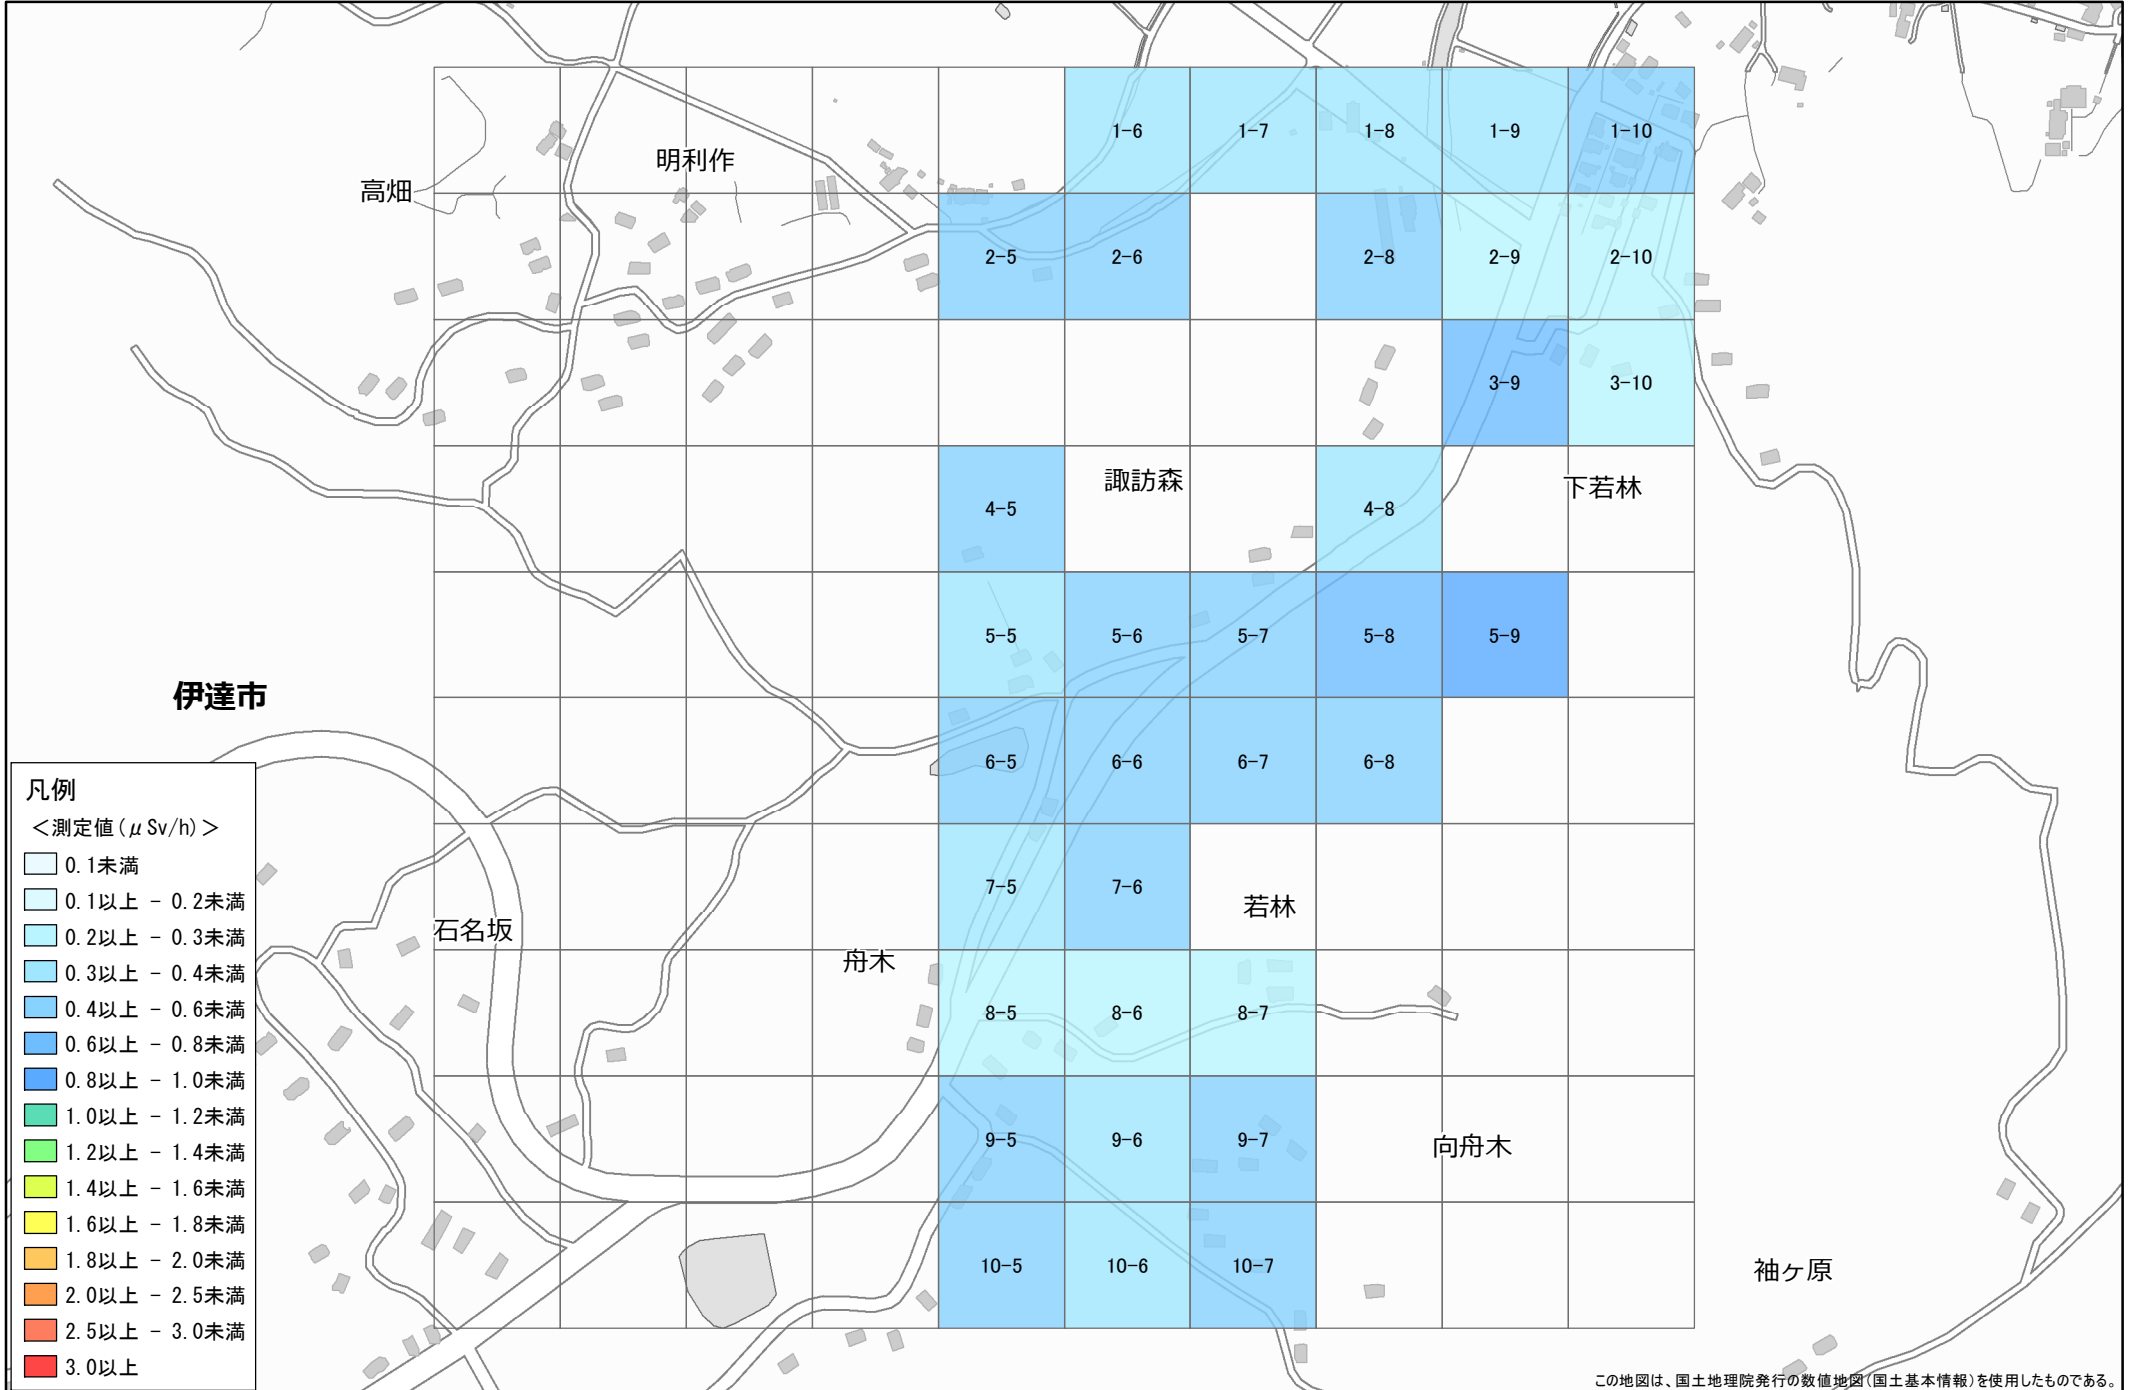 1-6
1-7
1-8
1-9
1-10
明利作
高畑
2-5
2-6
2-8
2-9
2-10
3-9
3-10
諏訪森
下若林
4-5
4-8
5-5
5-6
5-7
5-8
5-9
伊達市
6-5
6-6
6-7
6-8
7-5
7-6
若林
石名坂
舟木
8-5
8-6
8-7
9-5
9-6
9-7
向舟木
10-5
10-6
10-7
袖ヶ原
凡例
＜測定値(μSv/h)＞
0.1未満
0.1以上 - 0.2未満
0.2以上 - 0.3未満
0.3以上 - 0.4未満
0.4以上 - 0.6未満
0.6以上 - 0.8未満
0.8以上 - 1.0未満
1.0以上 - 1.2未満
1.2以上 - 1.4未満
1.4以上 - 1.6未満
1.6以上 - 1.8未満
1.8以上 - 2.0未満
2.0以上 - 2.5未満
2.5以上 - 3.0未満
3.0以上
この地図は、国土地理院発行の数値地図(国土基本情報)を使用したものである。